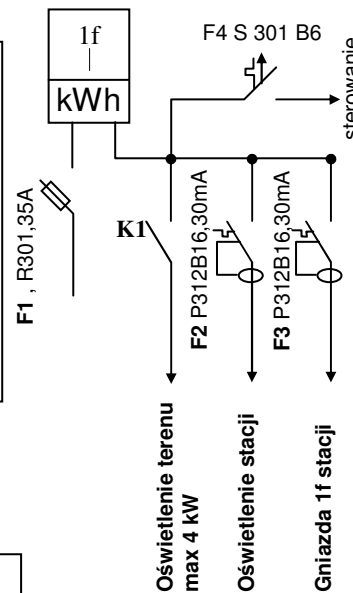 1f
kWh
F4 S 301 B6
sterowanie
F1 , R301,35A
K1
F2 P312B16,30mA
F3 P312B16,30mA
Oświetlenie terenu
max 4 kW
Oświetlenie stacji
Gniazda 1f stacji